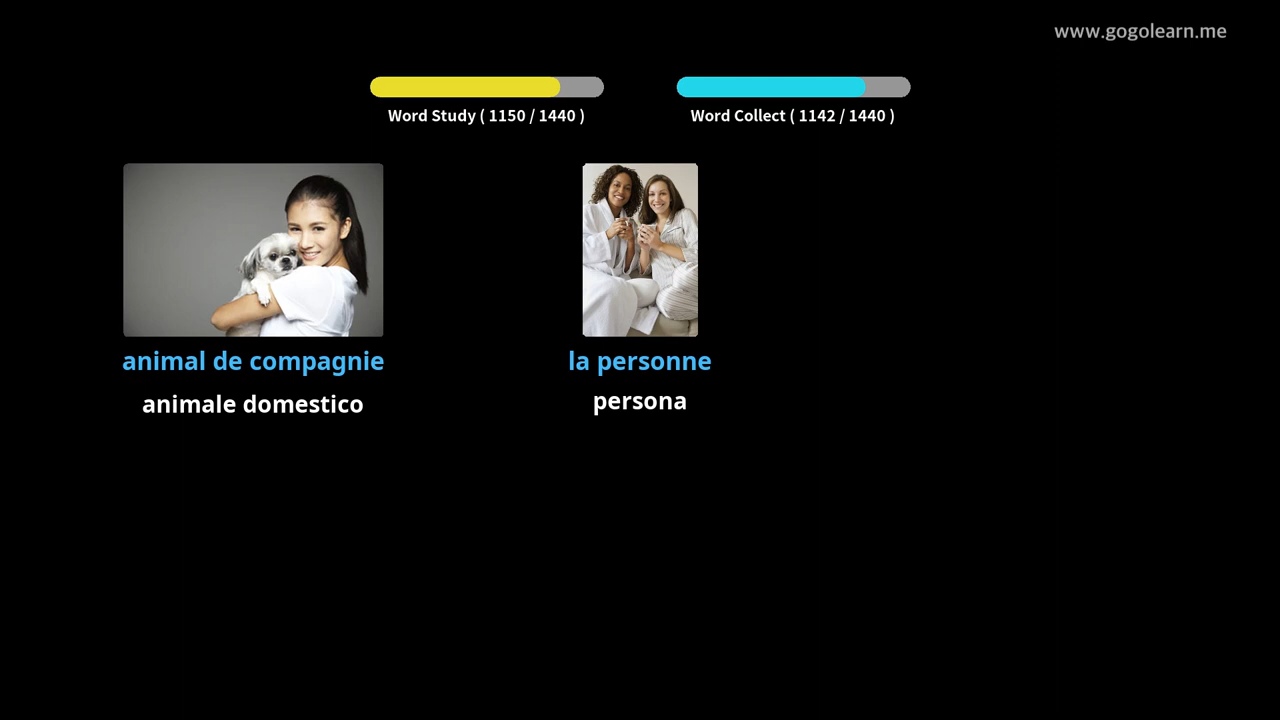 www.gogolearn.me
Word Study ( 1150 / 1440 )
Word Collect ( 1142 / 1440 )
animal de compagnie
animale domestico
la personne
persona